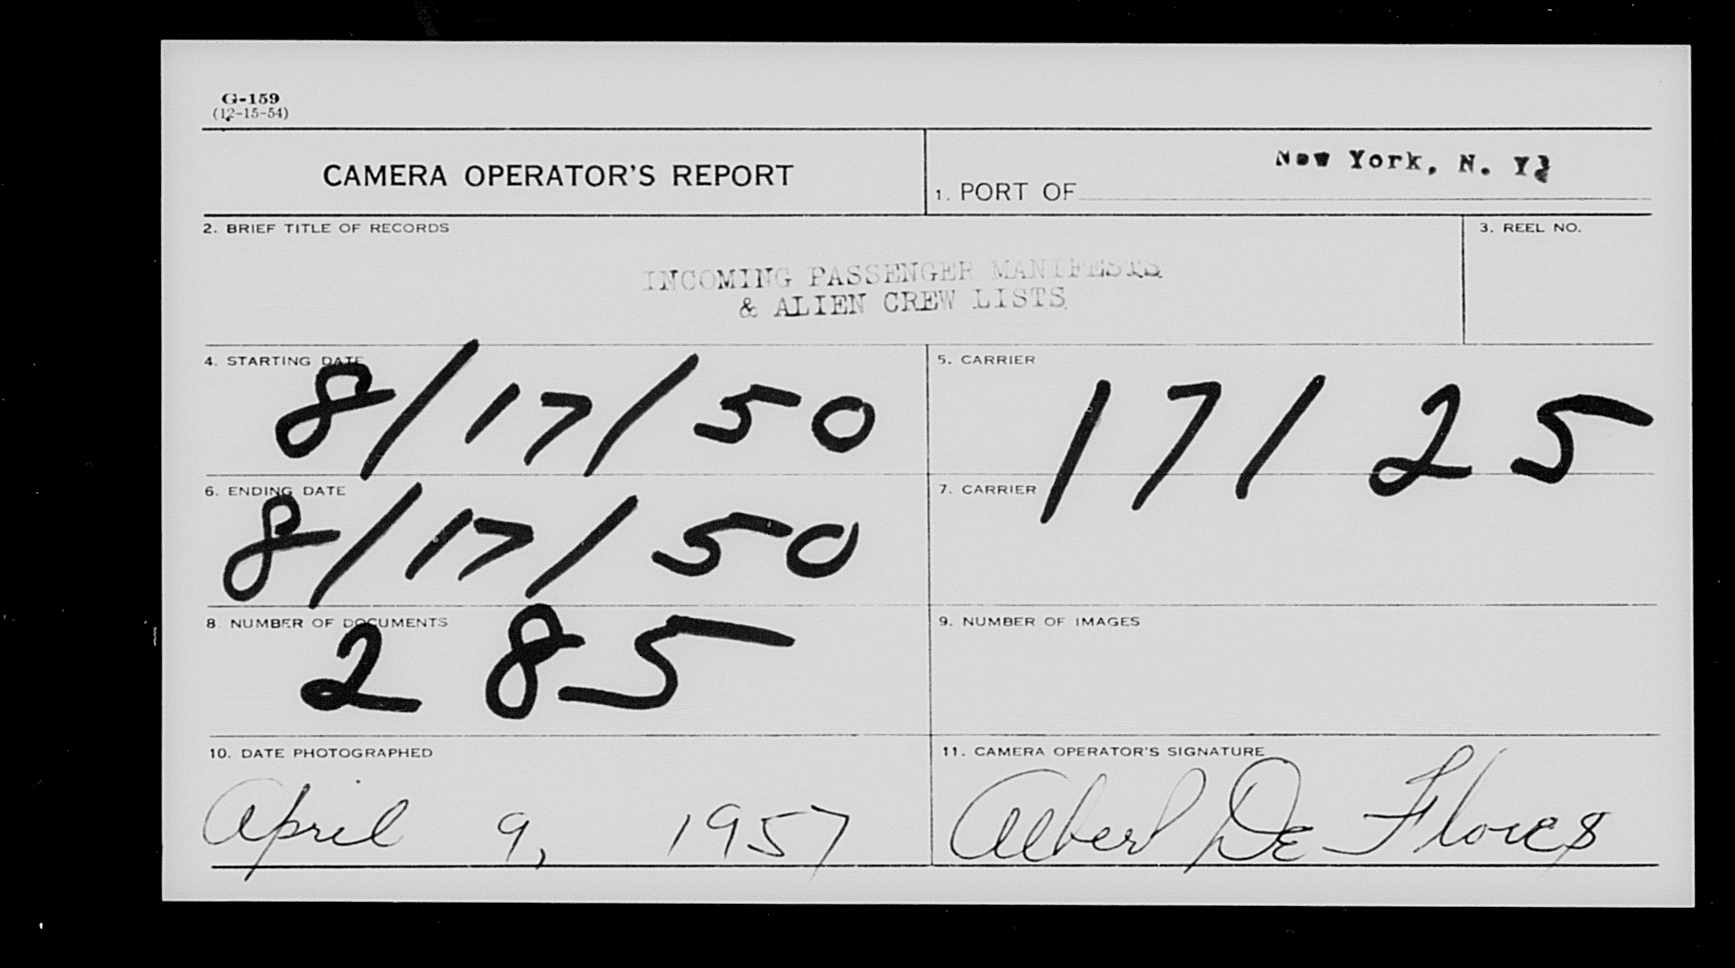 G-159
(12-15-54)
CAMERA OPERATOR'S REPORT
1. PORT OF New York, N. Y.
2. BRIEF TITLE OF RECORDS
3. REEL NO.
INCOMING PASSENGER MANIFESTS
& ALIEN CREW LISTS
4. STARTING DATE
8/17/50
5. CARRIER
17/25
6. ENDING DATE
8/17/50
7. CARRIER
8. NUMBER OF DOCUMENTS
285
9. NUMBER OF IMAGES
10. DATE PHOTOGRAPHED
April 9, 1957
11. CAMERA OPERATOR'S SIGNATURE
Albert De Flores